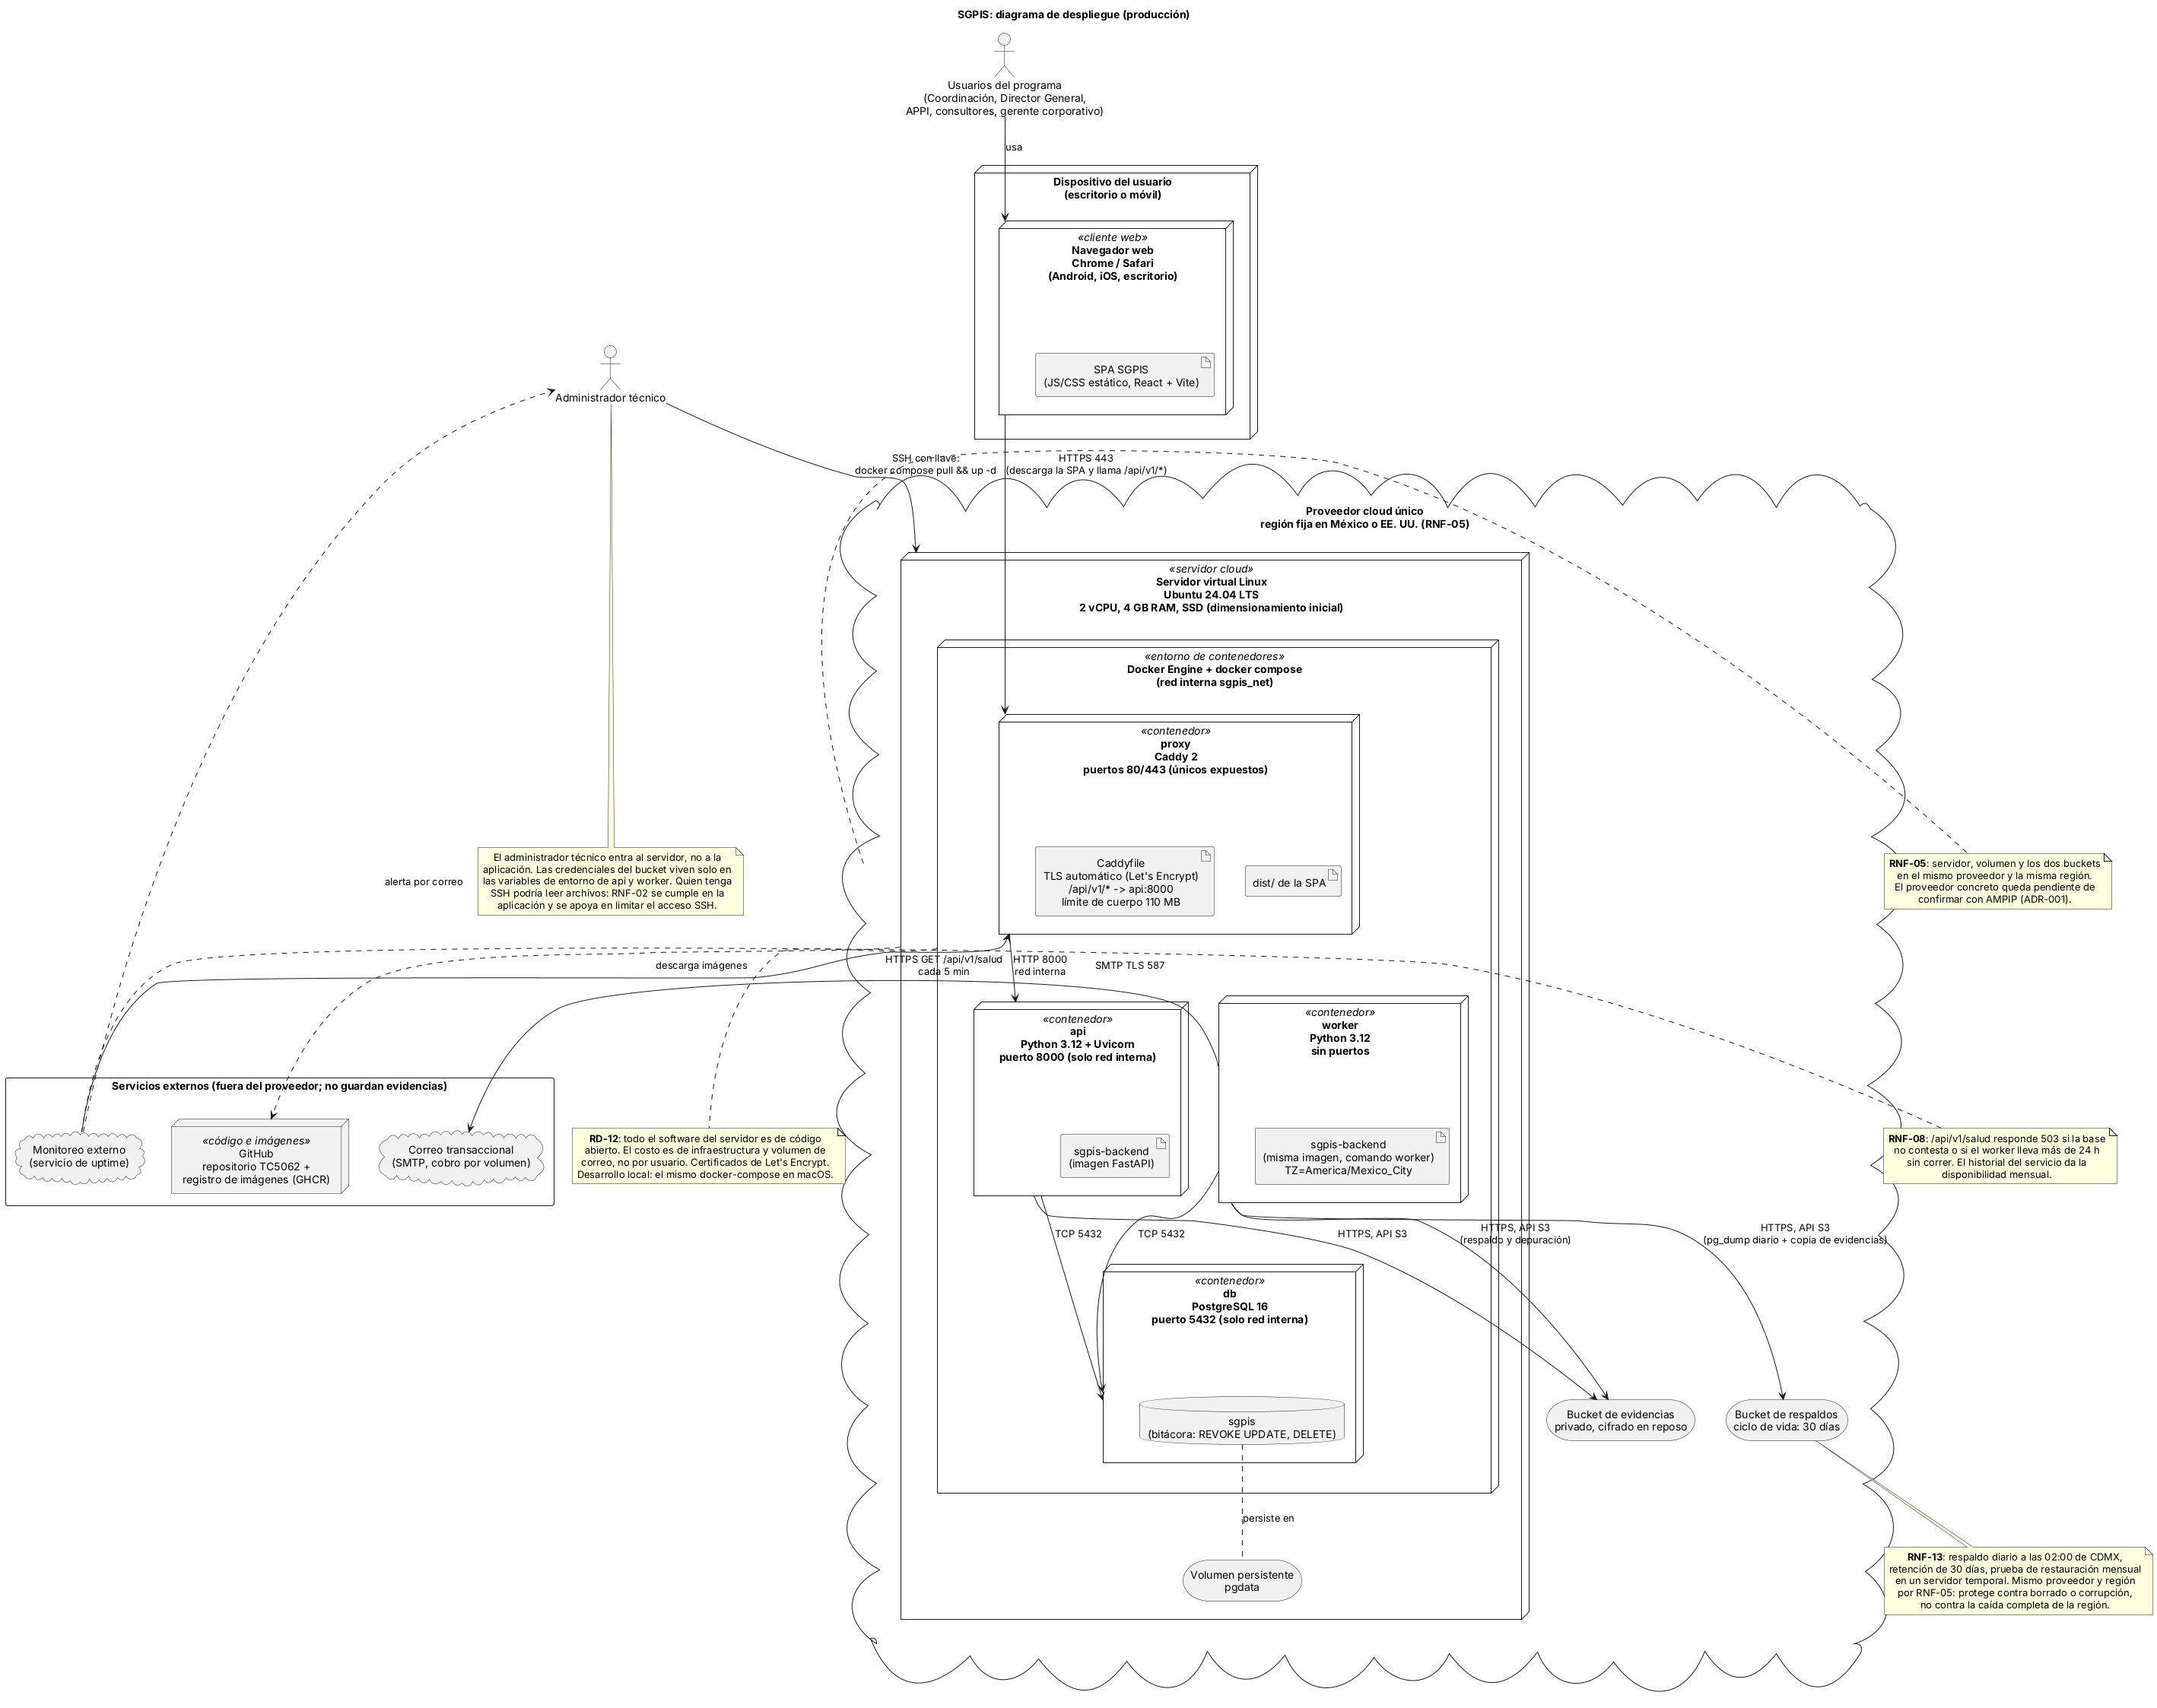 SGPIS: diagrama de despliegue (producción)
Usuarios del programa
(Coordinación, Director General,
APPI, consultores, gerente corporativo)
usa
Dispositivo del usuario
(escritorio o móvil)
«cliente web»
Navegador web
Chrome / Safari
(Android, iOS, escritorio)
SPA SGPIS
(JS/CSS estático, React + Vite)
Administrador técnico
SSH con llave:
docker compose pull && up -d
HTTPS 443
(descarga la SPA y llama /api/v1/*)
Proveedor cloud único
región fija en México o EE. UU. (RNF-05)
«servidor cloud»
Servidor virtual Linux
Ubuntu 24.04 LTS
2 vCPU, 4 GB RAM, SSD (dimensionamiento inicial)
«entorno de contenedores»
Docker Engine + docker compose
(red interna sgpis_net)
«contenedor»
proxy
Caddy 2
puertos 80/443 (únicos expuestos)
Caddyfile
TLS automático (Let's Encrypt)
/api/v1/* -> api:8000
límite de cuerpo 110 MB
dist/ de la SPA
alerta por correo
El administrador técnico entra al servidor, no a la
aplicación. Las credenciales del bucket viven solo en
las variables de entorno de api y worker. Quien tenga
SSH podría leer archivos: RNF-02 se cumple en la
aplicación y se apoya en limitar el acceso SSH.
RNF-05: servidor, volumen y los dos buckets
en el mismo proveedor y la misma región.
El proveedor concreto queda pendiente de
confirmar con AMPIP (ADR-001).
descarga imágenes
HTTPS GET /api/v1/salud
cada 5 min
HTTP 8000
red interna
SMTP TLS 587
Servicios externos (fuera del proveedor; no guardan evidencias)
Monitoreo externo
(servicio de uptime)
«código e imágenes»
GitHub
repositorio TC5062 +
registro de imágenes (GHCR)
Correo transaccional
(SMTP, cobro por volumen)
RD-12: todo el software del servidor es de código
abierto. El costo es de infraestructura y volumen de
correo, no por usuario. Certificados de Let's Encrypt.
Desarrollo local: el mismo docker-compose en macOS.
«contenedor»
api
Python 3.12 + Uvicorn
puerto 8000 (solo red interna)
sgpis-backend
(imagen FastAPI)
«contenedor»
worker
Python 3.12
sin puertos
sgpis-backend
(misma imagen, comando worker)
TZ=America/Mexico_City
RNF-08: /api/v1/salud responde 503 si la base
no contesta o si el worker lleva más de 24 h
sin correr. El historial del servicio da la
disponibilidad mensual.
TCP 5432
TCP 5432
HTTPS, API S3
HTTPS, API S3
(respaldo y depuración)
HTTPS, API S3
(pg_dump diario + copia de evidencias)
«contenedor»
db
PostgreSQL 16
puerto 5432 (solo red interna)
sgpis
(bitácora: REVOKE UPDATE, DELETE)
Bucket de evidencias
privado, cifrado en reposo
Bucket de respaldos
ciclo de vida: 30 días
persiste en
Volumen persistente
pgdata
RNF-13: respaldo diario a las 02:00 de CDMX,
retención de 30 días, prueba de restauración mensual
en un servidor temporal. Mismo proveedor y región
por RNF-05: protege contra borrado o corrupción,
no contra la caída completa de la región.